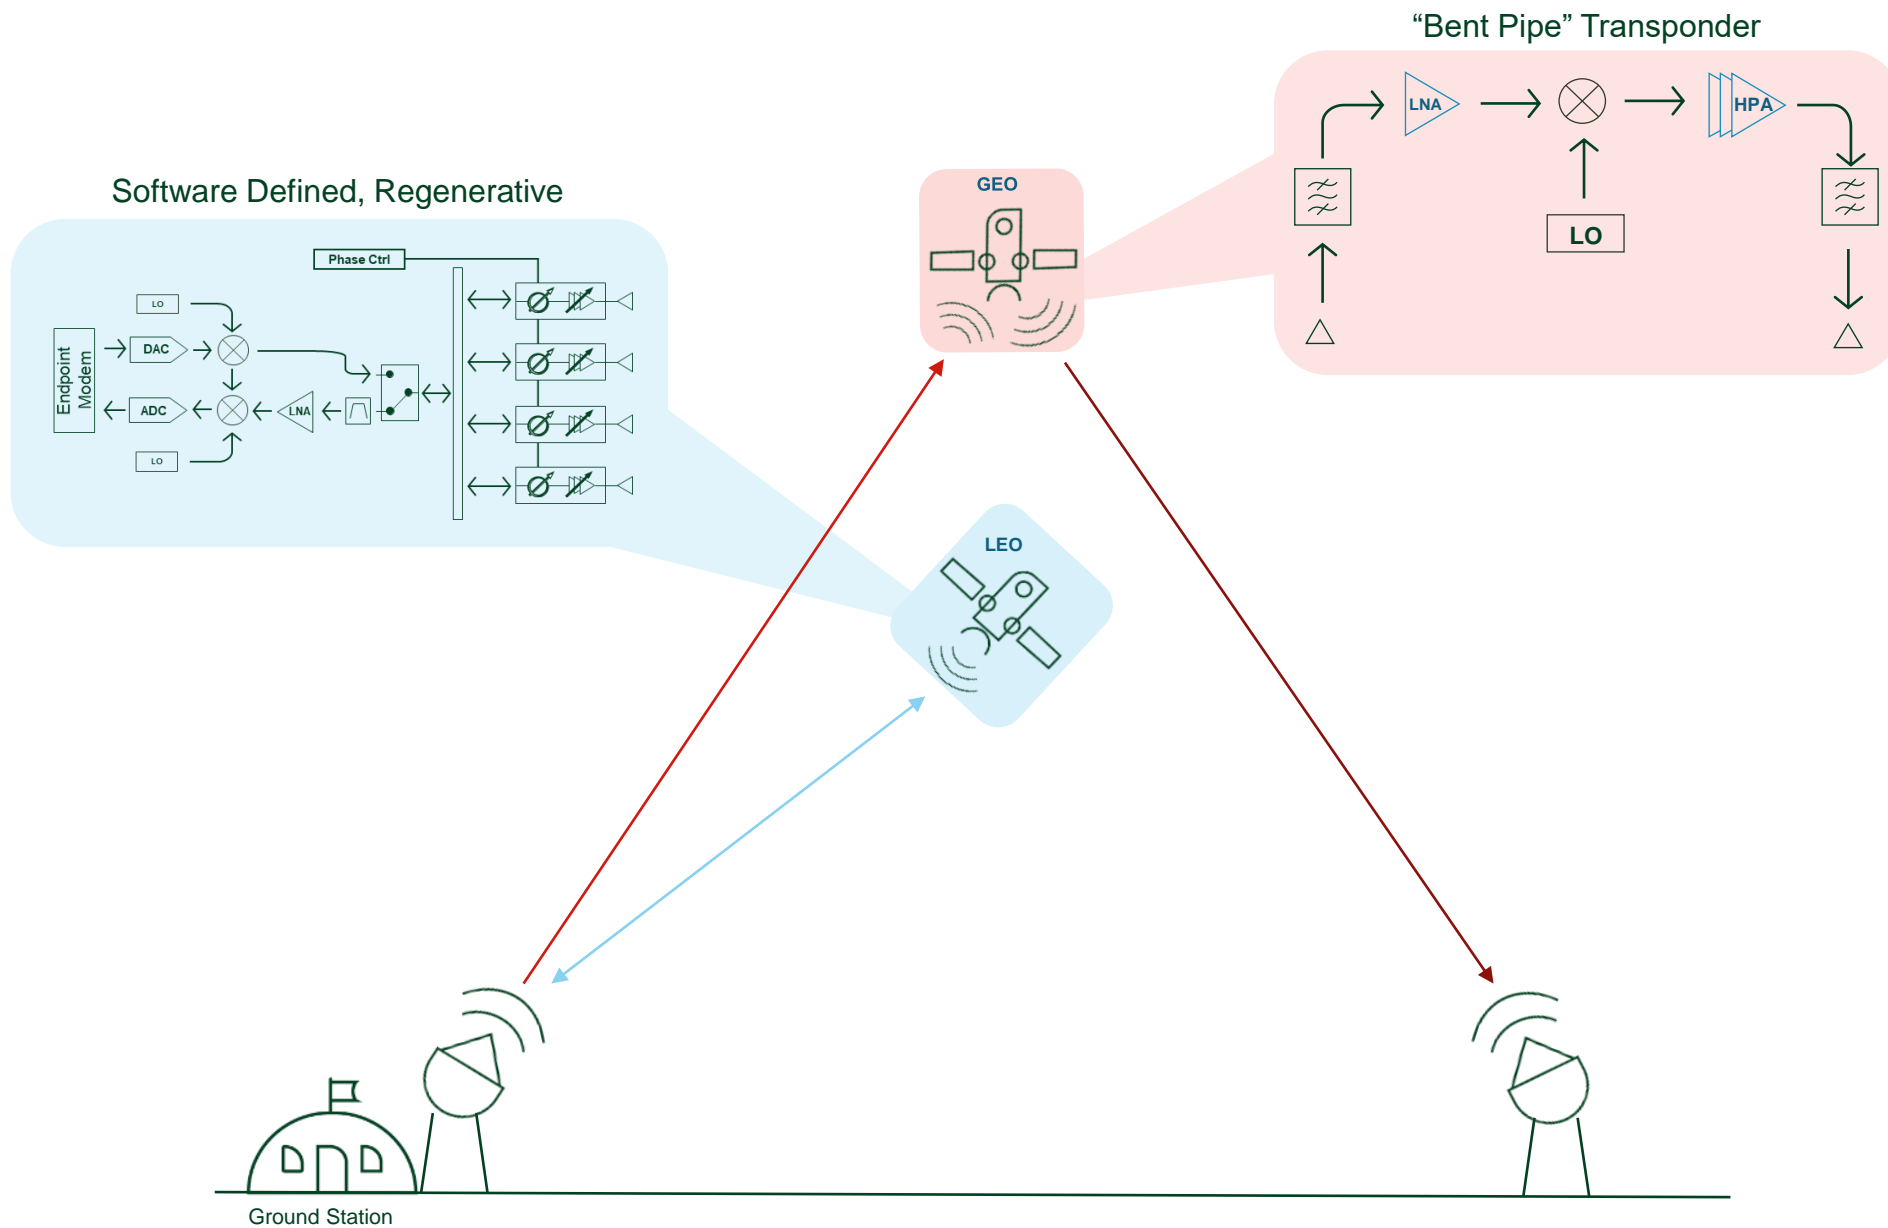 “Bent Pipe” Transponder
LNA
HPA
LO
GEO
Software Defined, Regenerative
Phase Ctrl
LO
Endpoint
Modem
DAC
ADC
LNA
LO
LEO
Ground Station